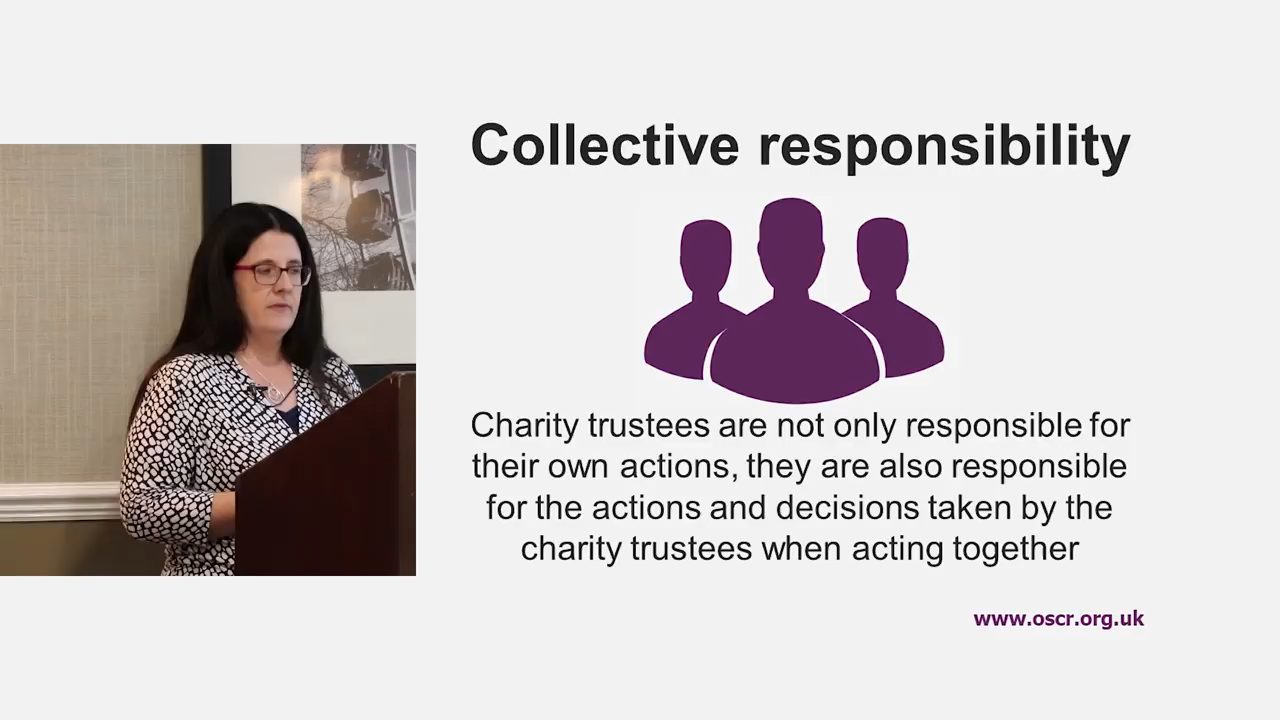 Collective responsibility
Charity trustees are not only responsible for
their own actions, they are also responsible
for the actions and decisions taken by the
charity trustees when acting together
www.oscr.org.uk